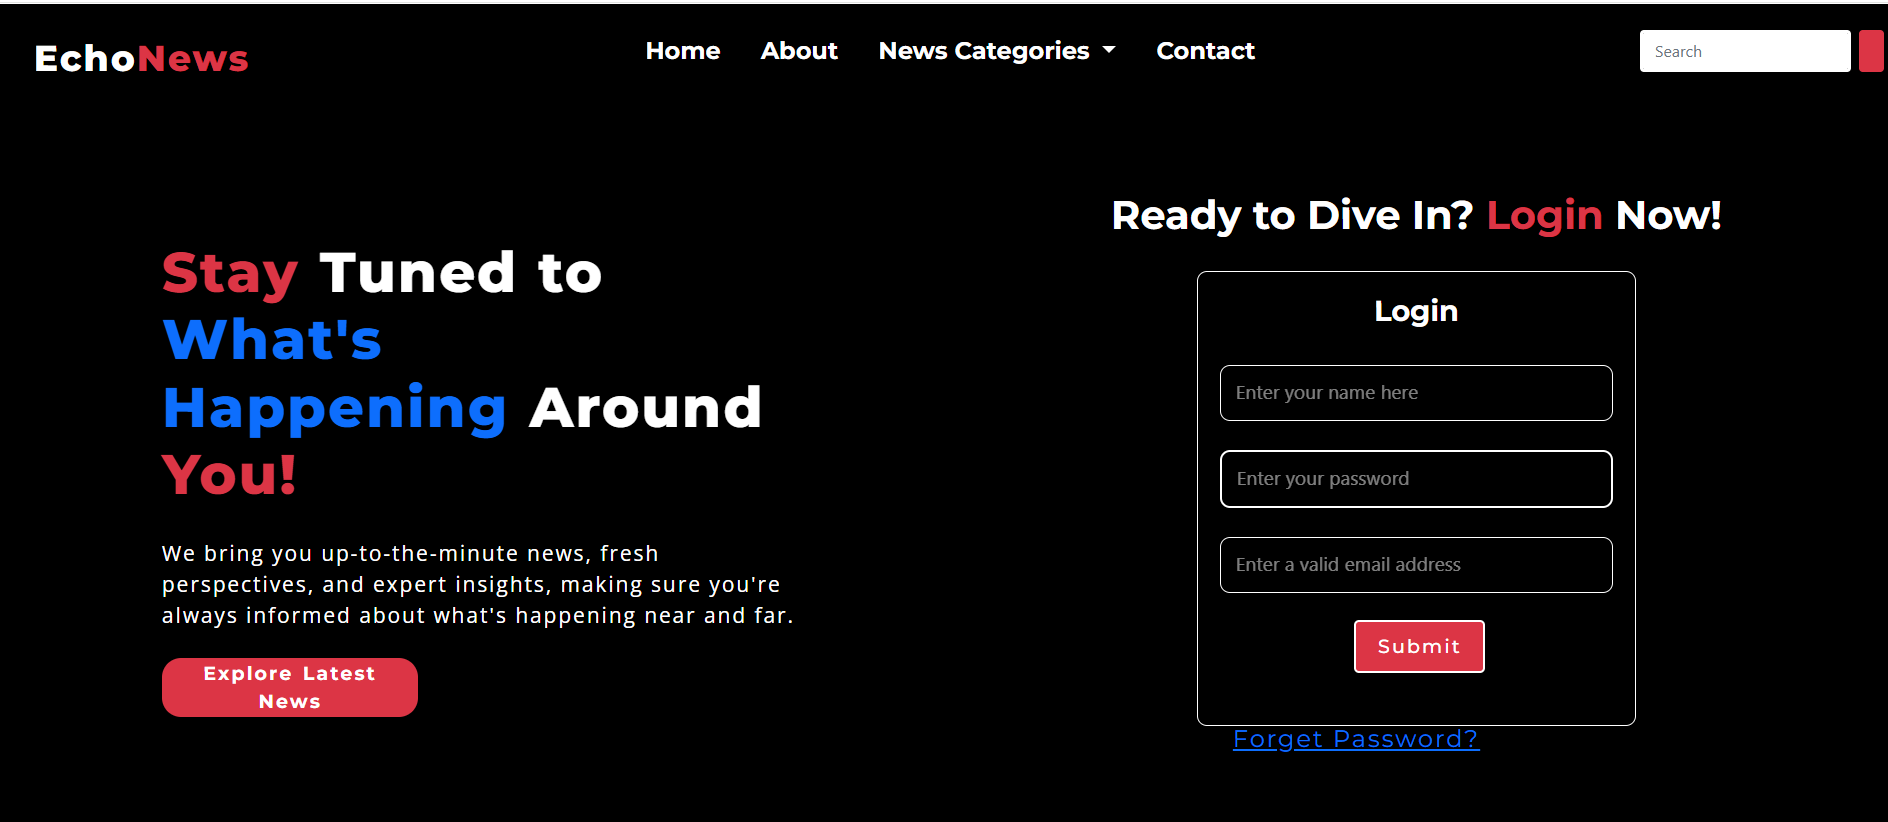 EchoNews
Home About News Categories Contact
Search
Stay Tuned to
What's
Happening Around
You!
We bring you up-to-the-minute news, fresh
perspectives, and expert insights, making sure you're
always informed about what's happening near and far.
Explore Latest
News
Ready to Dive In? Login Now!
Login
Enter your name here
Enter your password
Enter a valid email address
Submit
Forget Password?